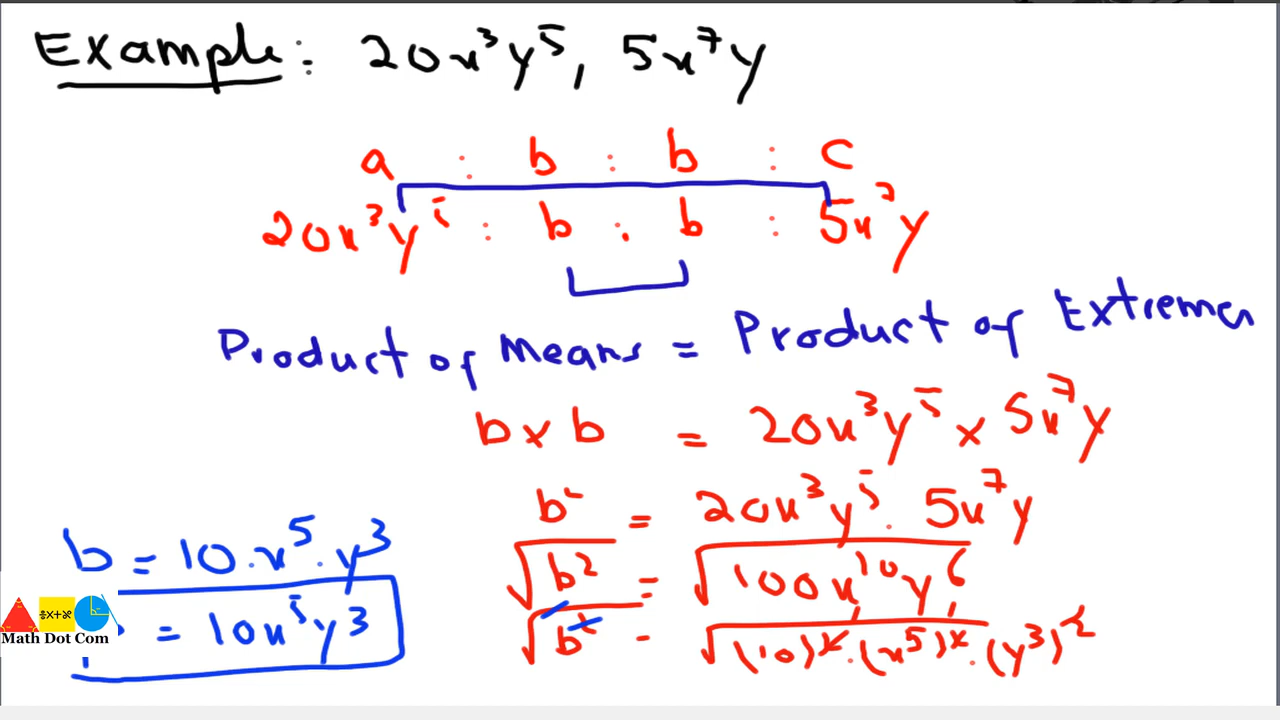 Example: 20x³y⁵, 5x⁷y
a : b : b : c
20x³y⁵ : b : b : 5x⁷y
Product of Means = Product of Extremes
b × b = 20x³y⁵ × 5x⁷y
b² = 20x³y⁵ . 5x⁷y
√b² = √100x¹⁰y⁶
√b² = √(10)² . (x⁵)² . (y³)²
b = 10 . x⁵ . y³
= 10x⁵y³
Math Dot Com